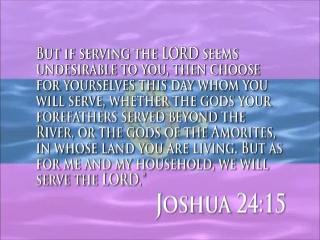 But if serving the LORD seems
undesirable to you, then choose
for yourselves this day whom you
will serve, whether the gods your
forefathers served beyond the
River, or the gods of the Amorites,
in whose land you are living. But as
for me and my household, we will
serve the LORD."
Joshua 24:15